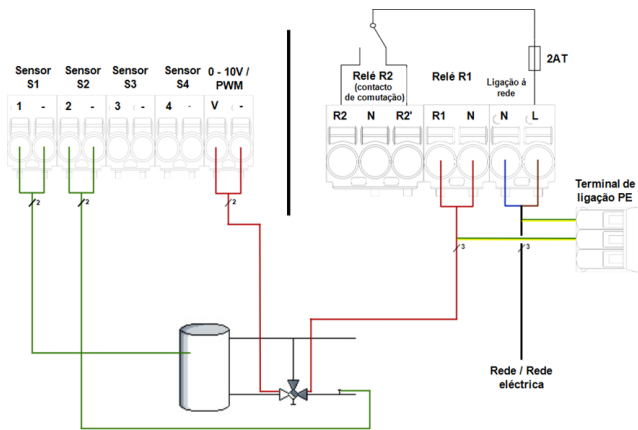 Sensor S1
Sensor S2
Sensor S3
Sensor S4
0 - 10V / PWM
1 -
2 -
3 -
4 -
V -
2
2
2
Relé R2
(contacto de comutação)
Relé R1
Ligação á rede
2AT
R2 N R2'
R1 N
N L
3
3
Terminal de ligação PE
Rede / Rede eléctrica